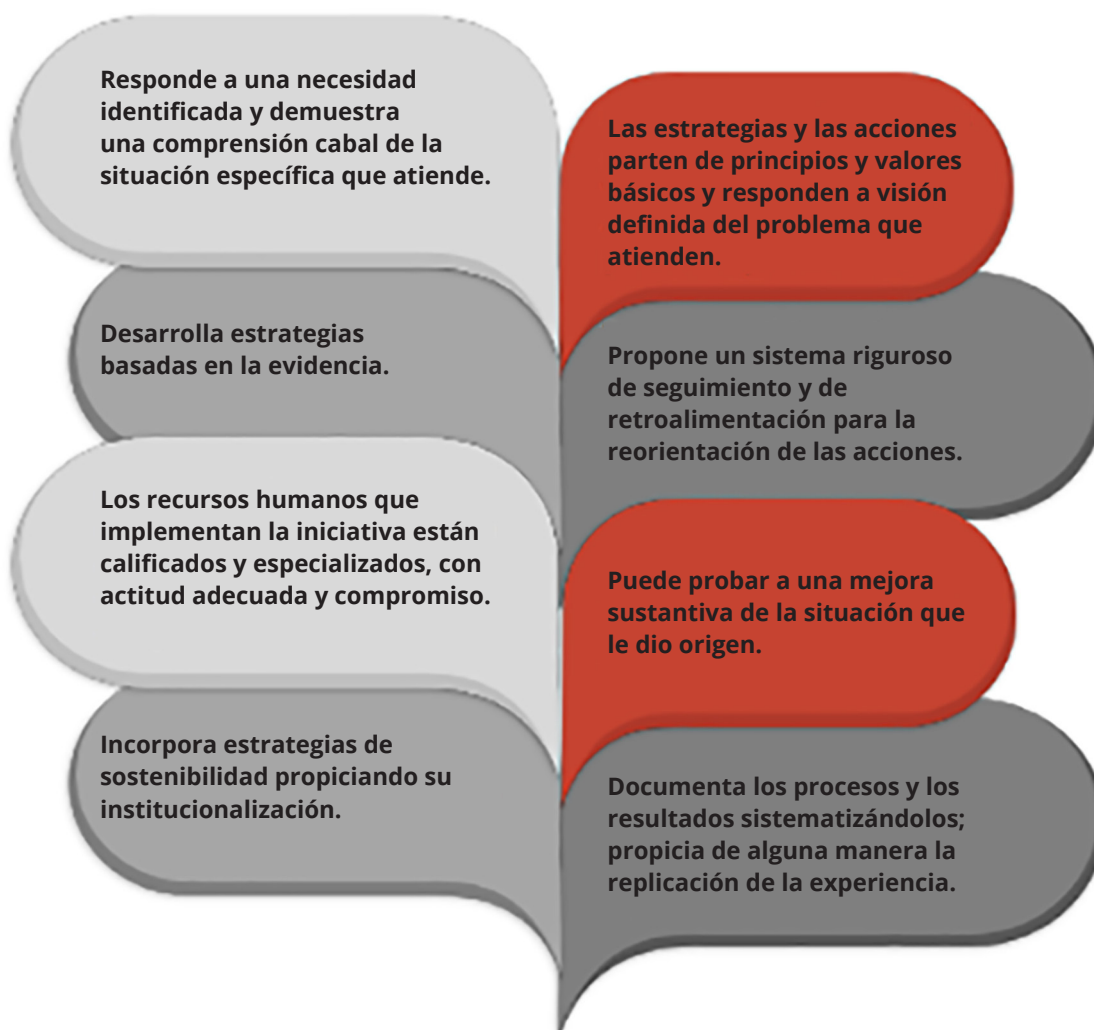 Responde a una necesidad
identificada y demuestra
una comprensión cabal de la
situación específica que atiende.
Las estrategias y las acciones
parten de principios y valores
básicos y responden a visión
definida del problema que
atienden.
Desarrolla estrategias
basadas en la evidencia.
Propone un sistema riguroso
de seguimiento y de
retroalimentación para la
reorientación de las acciones.
Los recursos humanos que
implementan la iniciativa están
calificados y especializados, con
actitud adecuada y compromiso.
Puede probar a una mejora
sustantiva de la situación que
le dio origen.
Incorpora estrategias de
sostenibilidad propiciando su
institucionalización.
Documenta los procesos y los
resultados sistematizándolos;
propicia de alguna manera la
replicación de la experiencia.